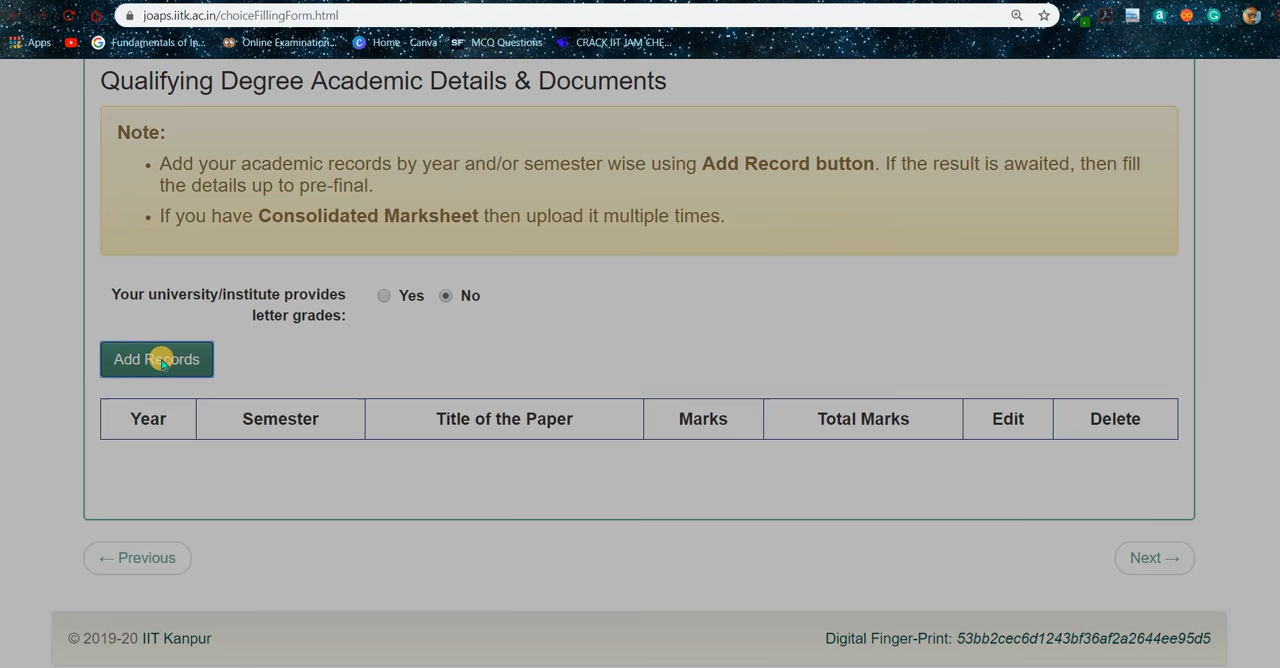 joaps.iitk.ac.in/choiceFillingForm.html
Apps
Fundamentals of In...
Online Examination...
Home - Canva
SF MCQ Questions
CRACK IIT JAM CHE...
Qualifying Degree Academic Details & Documents
Note:
• Add your academic records by year and/or semester wise using Add Record button. If the result is awaited, then fill
the details up to pre-final.
• If you have Consolidated Marksheet then upload it multiple times.
Your university/institute provides
letter grades:
Yes No
Add Records
Year Semester Title of the Paper Marks Total Marks Edit Delete
← Previous
Next →
© 2019-20 IIT Kanpur
Digital Finger-Print: 53bb2cec6d1243bf36af2a2644ee95d5